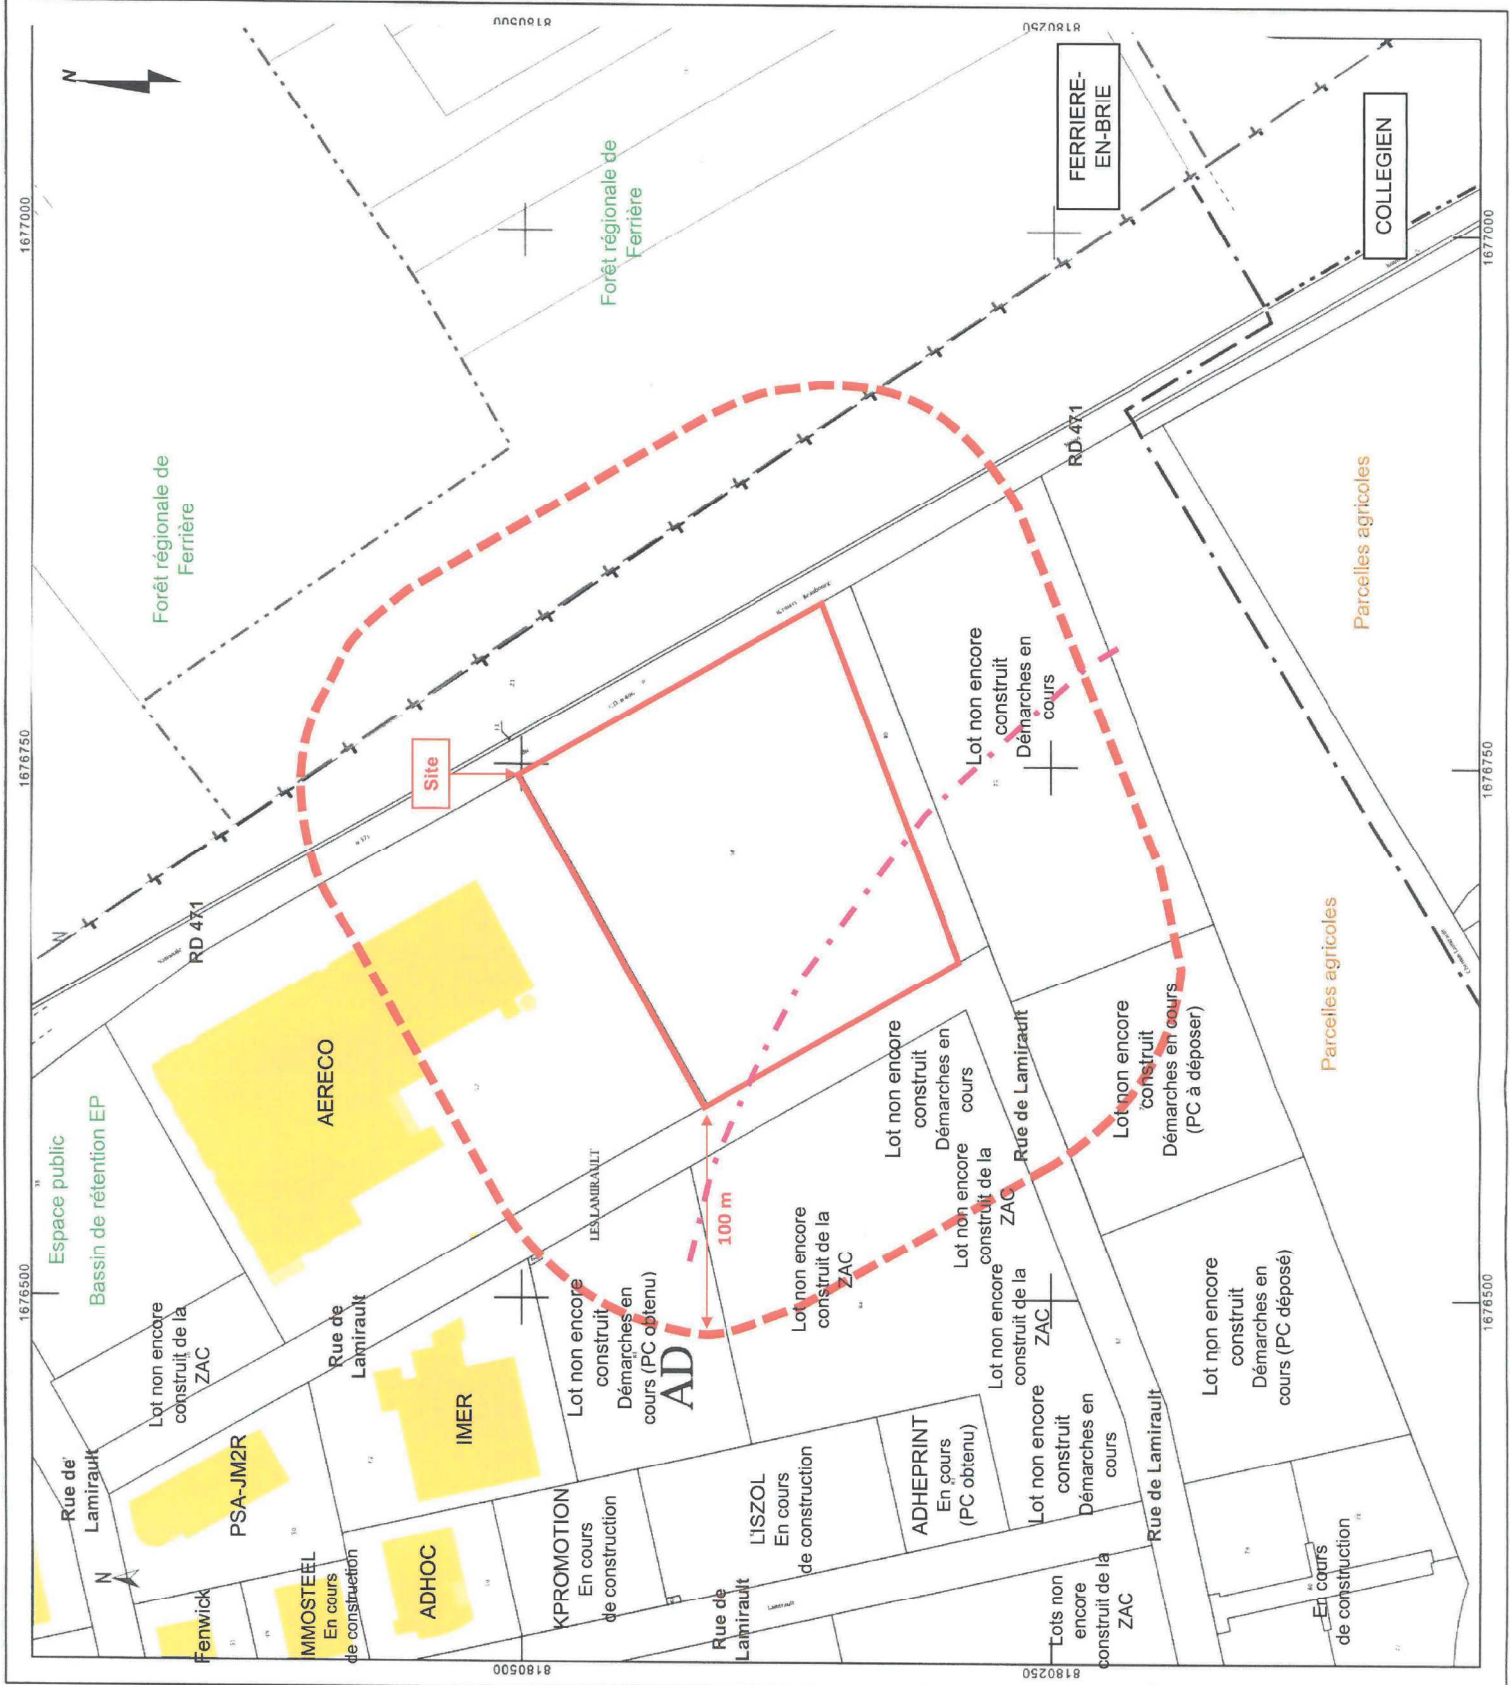 1677000
1676750
1676500
8180500
8180250
N
Forêt régionale de
Ferrière
Forêt régionale de
Ferrière
FERRIERE-
EN-BRIE
COLLEGIEN
RD 471
RD 471
Site
Parcelles agricoles
Parcelles agricoles
Espace public
Bassin de rétention EP
AERECO
LES LAMIRAULT
100 m
Lot non encore
construit
Démarches en
cours
Lot non encore
construit
Démarches en
cours
Rue de Lamirault
Lot non encore
construit
Démarches en cours
(PC à déposer)
Lot non encore
construit de la
ZAC
Lot non encore
construit de la
ZAC
Lot non encore
construit de la
ZAC
Lot non encore
construit de la
ZAC
Rue de
Lamirault
Lot non encore
construit
Démarches en
cours (PC obtenu)
AD
Lot non encore
construit
Démarches en
cours (PC déposé)
Rue de
Lamirault
PSA-JM2R
IMER
L'ISZOL
En cours
de construction
ADHEPRINT
En cours
(PC obtenu)
Lot non encore
construit
Démarches en
cours
Rue de Lamirault
N
Fenwick
MMOSTEEL
En cours
de construction
ADHOC
KPROMOTION
En cours
de construction
Rue de
Lamirault
Lots non
encore
construit de la
ZAC
En cours
de construction
8180500
8180250
1677000
1676750
1676500